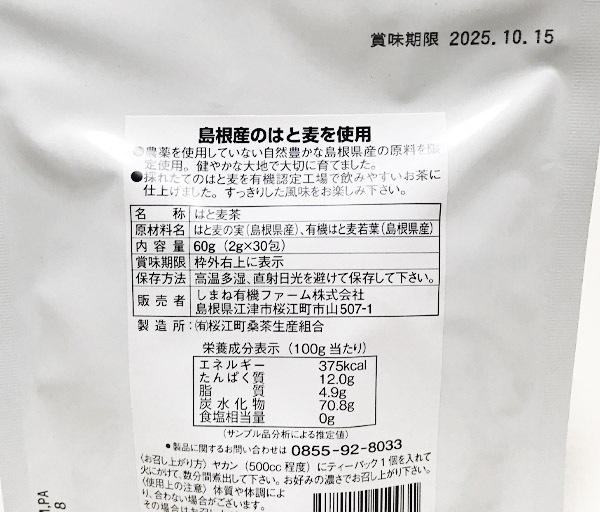 賞味期限 2025.10.15
島根産のはと麦を使用
●農薬を使用していない自然豊かな島根県産の原料を限
定使用。健やかな大地で大切に育てました。
●採れたてのはと麦を有機認定工場で飲みやすいお茶に
仕上げました。すっきりした風味をお楽しみ下さい。
名称 はと麦茶
原材料名 はと麦の実(島根県産)、有機はと麦若葉(島根県産)
内容量 60g (2g×30包)
賞味期限 枠外右上に表示
保存方法 高温多湿、直射日光を避けて保存して下さい。
販売者 しまね有機ファーム株式会社
島根県江津市桜江町市山507-1
製造所:㈲桜江町桑茶生産組合
栄養成分表示(100g当たり)
エネルギー 375kcal
たんぱく質 12.0g
脂質 4.9g
炭水化物 70.8g
食塩相当量 0g
(サンプル品分析による推定値)
●製品に関するお問い合わせは 0855-92-8033
(お召し上がり方) ヤカン(500cc程度)にティーパック1個を入れて
火にかけて、数分間煮出して下さい。お好みの濃さでお召し上がり下さい。
(使用上の注意) 体質や体調によ
り、合わない場合がございます。
その場合は
M,PA
8